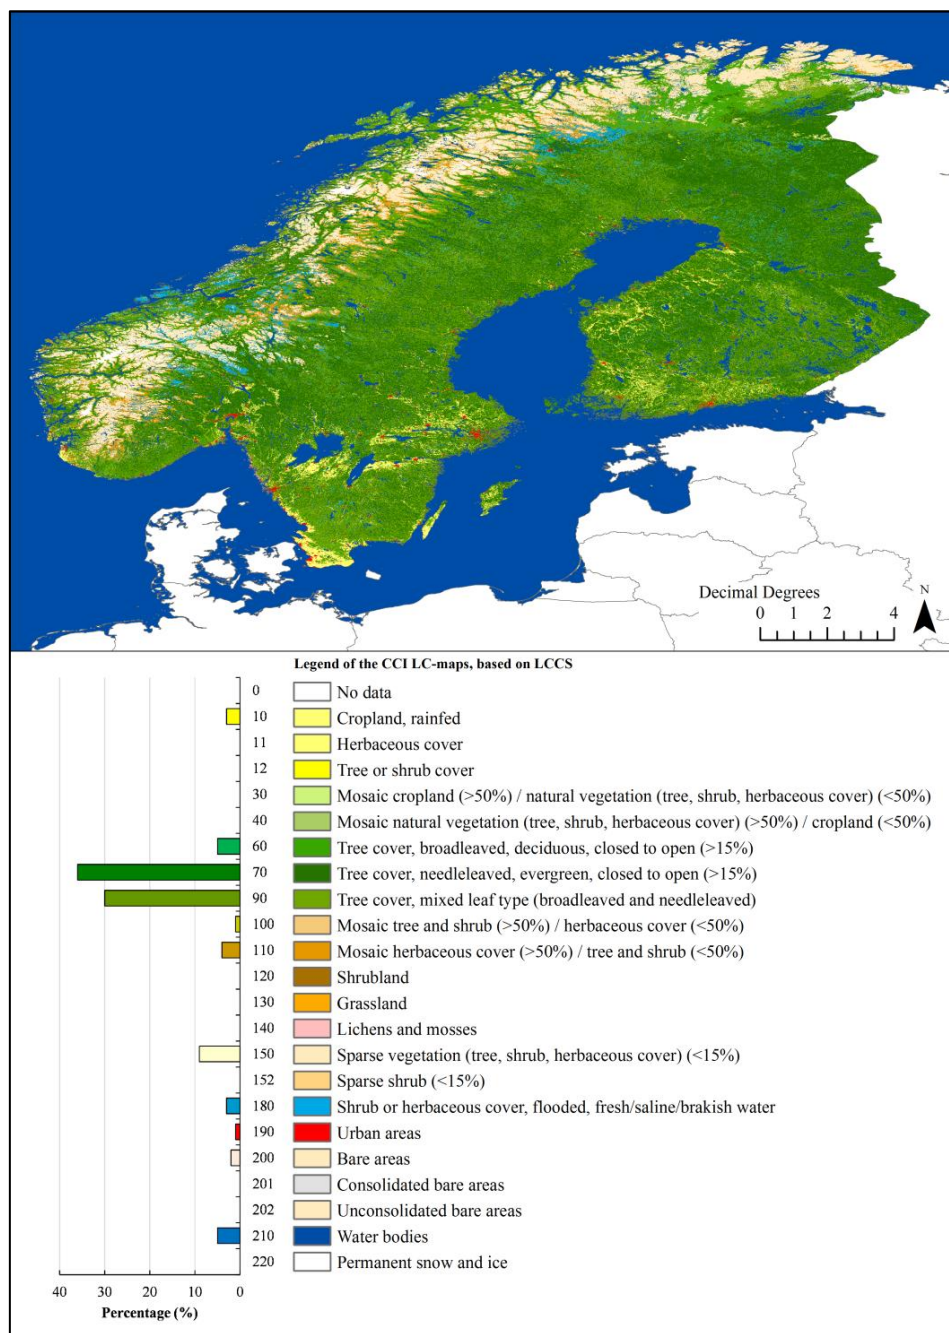 Decimal Degrees
N
0 1 2 4
Legend of the CCI LC-maps, based on LCCS
0 No data
10 Cropland, rainfed
11 Herbaceous cover
12 Tree or shrub cover
30 Mosaic cropland (>50%) / natural vegetation (tree, shrub, herbaceous cover) (<50%)
40 Mosaic natural vegetation (tree, shrub, herbaceous cover) (>50%) / cropland (<50%)
60 Tree cover, broadleaved, deciduous, closed to open (>15%)
70 Tree cover, needleleaved, evergreen, closed to open (>15%)
90 Tree cover, mixed leaf type (broadleaved and needleleaved)
100 Mosaic tree and shrub (>50%) / herbaceous cover (<50%)
110 Mosaic herbaceous cover (>50%) / tree and shrub (<50%)
120 Shrubland
130 Grassland
140 Lichens and mosses
150 Sparse vegetation (tree, shrub, herbaceous cover) (<15%)
152 Sparse shrub (<15%)
180 Shrub or herbaceous cover, flooded, fresh/saline/brakish water
190 Urban areas
200 Bare areas
201 Consolidated bare areas
202 Unconsolidated bare areas
210 Water bodies
220 Permanent snow and ice
40 30 20 10 0
Percentage (%)